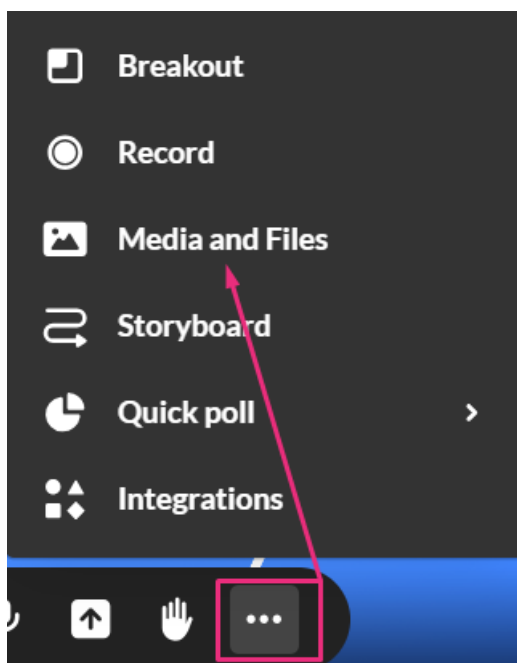 Breakout
Record
Media and Files
Storyboard
Quick poll
Integrations